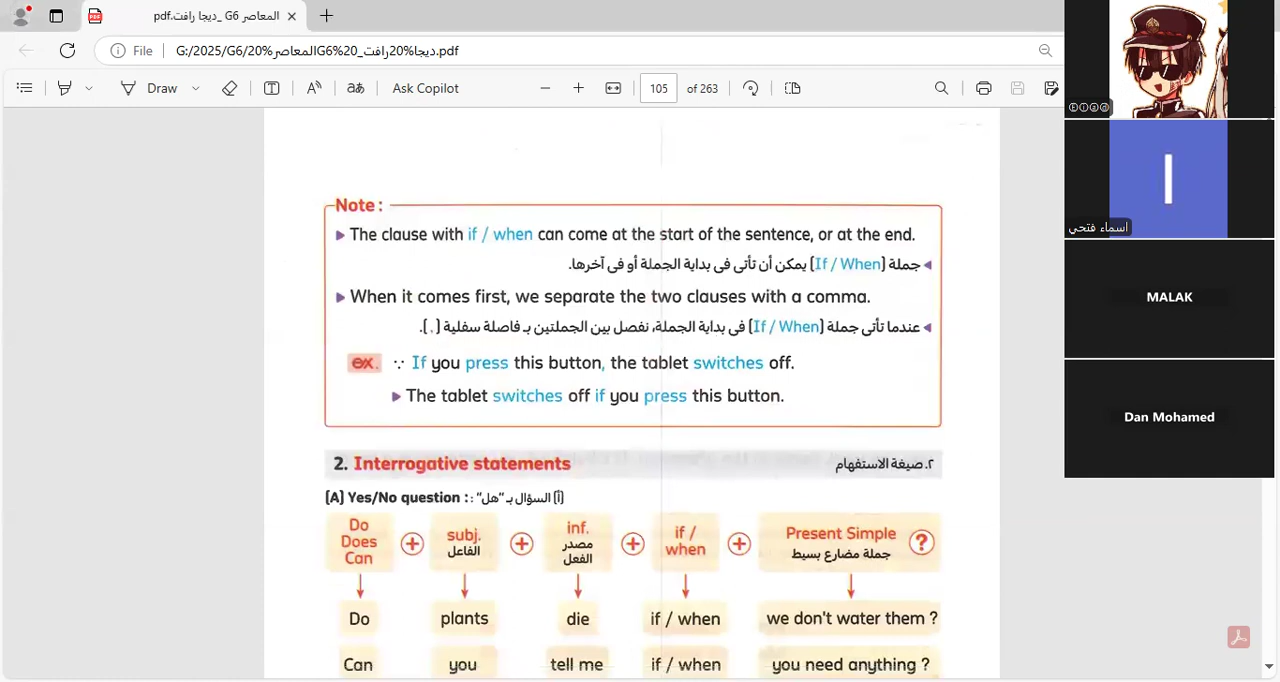 المعاصر G6 _ديجا رافت.pdf
File
G:/2025/G6/20%المعاصرG6%20_رافت20%ديجا.pdf
Draw
aあ
Ask Copilot
105
of 263
Note :
The clause with if / when can come at the start of the sentence, or at the end.
جملة (If / When) يمكن أن تأتى فى بداية الجملة أو فى آخرها.
When it comes first, we separate the two clauses with a comma.
عندما تأتى جملة (If / When) فى بداية الجملة، نفصل بين الجملتين بـ فاصلة سفلية (,).
ex. ∵ If you press this button, the tablet switches off.
The tablet switches off if you press this button.
2. Interrogative statements
٢. صيغة الاستفهام
(A) Yes/No question : : السؤال بـ "هل" (أ)
Do
Does
Can
+
subj.
الفاعل
+
inf.
مصدر
الفعل
+
if /
when
+
Present Simple
جملة مضارع بسيط
?
Do plants die if / when we don't water them ?
Can you tell me if / when you need anything ?
I
اسماء فتحي
MALAK
Dan Mohamed